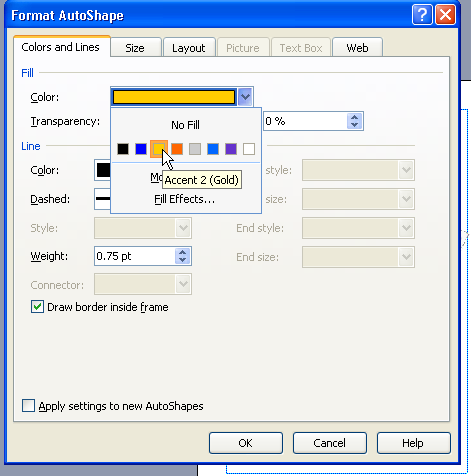 Format AutoShape
Colors and Lines Size Layout Picture Text Box Web
Fill
Color:
No Fill
Transparency: 0 %
Line
Color: style:
Accent 2 (Gold)
Dashed: Fill Effects... size:
Style: End style:
Weight: 0.75 pt End size:
Connector:
Draw border inside frame
Apply settings to new AutoShapes
OK Cancel Help